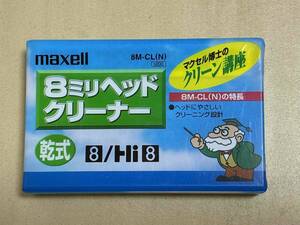 maxell
8M-CL(N)
8ミリヘッド
クリーナー
乾式
8/Hi8
マクセル博士の
クリーン講座
8M-CL(N)の特長
●ヘッドにやさしい
クリーニング設計